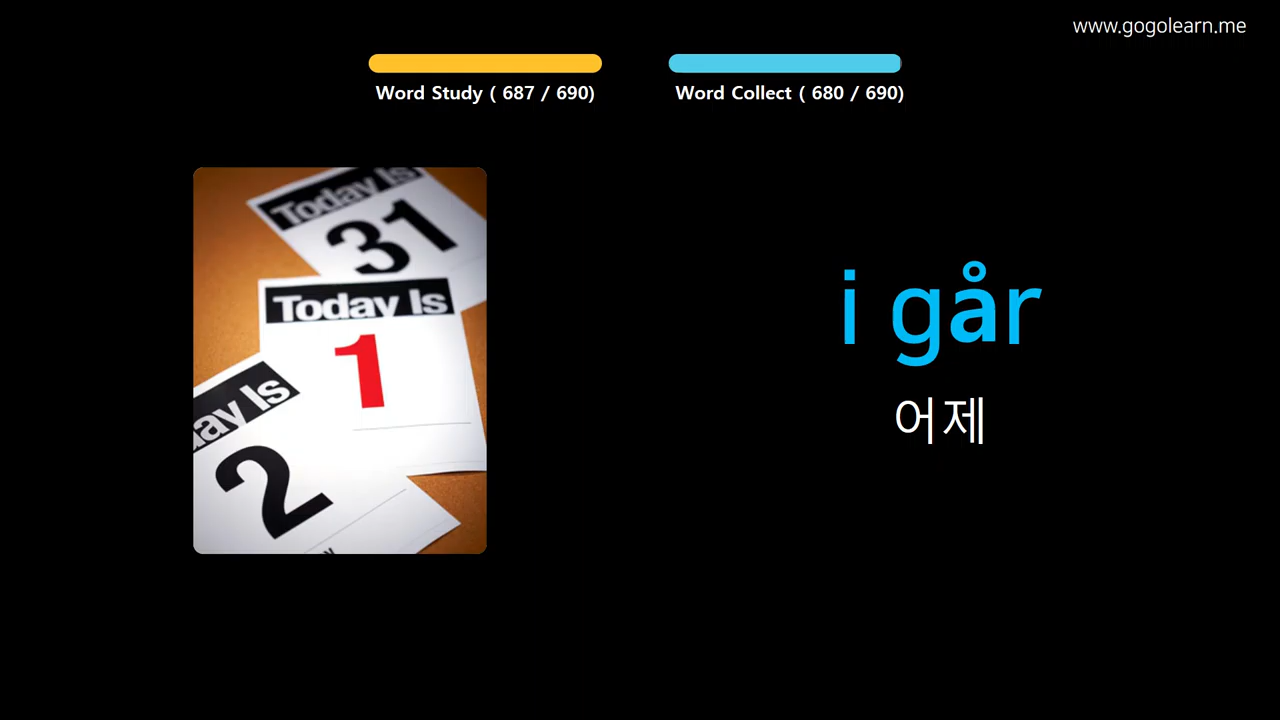 www.gogolearn.me
Word Study ( 687 / 690)
Word Collect ( 680 / 690)
Today Is
31
Today Is
1
day Is
2
i går
어제